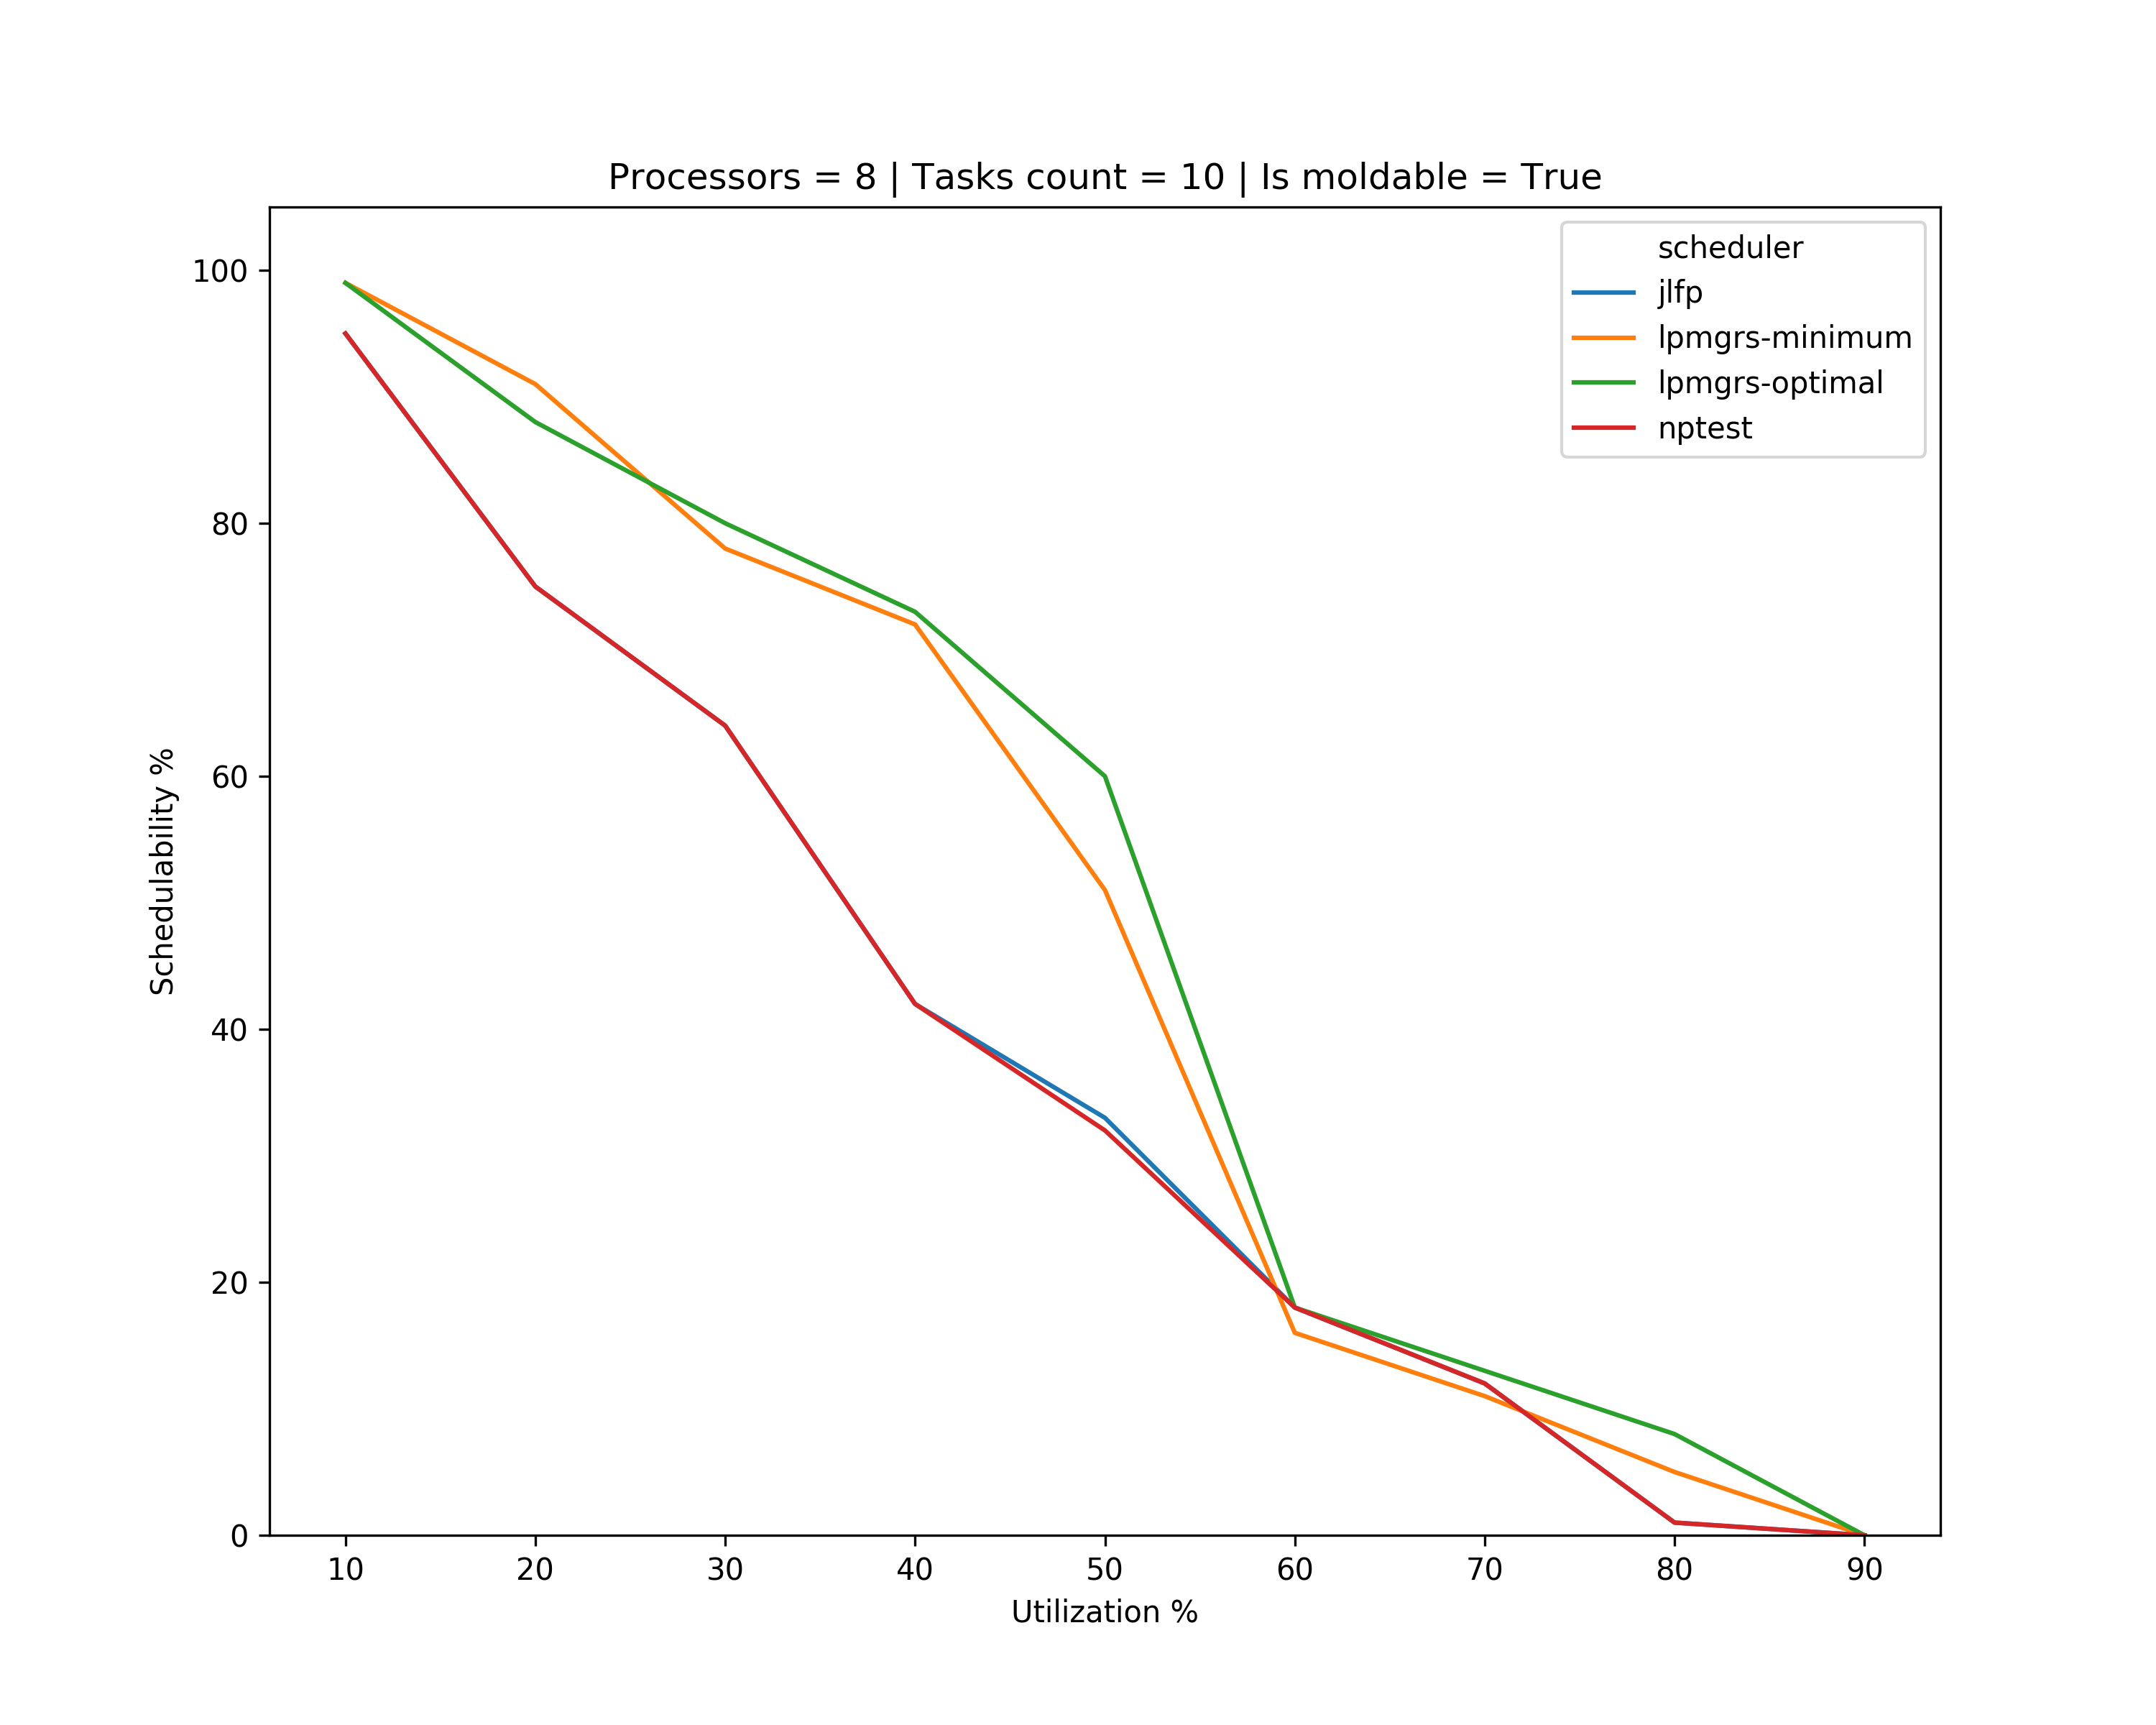 Processors = 8 | Tasks count = 10 | Is moldable = True
scheduler
jlfp
lpmgrs-minimum
lpmgrs-optimal
nptest
Schedulability %
100
80
60
40
20
0
10 20 30 40 50 60 70 80 90
Utilization %